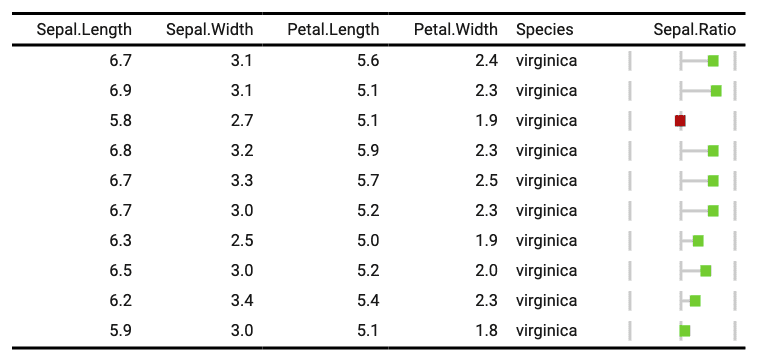 Sepal.Length Sepal.Width Petal.Length Petal.Width Species Sepal.Ratio
6.7 3.1 5.6 2.4 virginica
6.9 3.1 5.1 2.3 virginica
5.8 2.7 5.1 1.9 virginica
6.8 3.2 5.9 2.3 virginica
6.7 3.3 5.7 2.5 virginica
6.7 3.0 5.2 2.3 virginica
6.3 2.5 5.0 1.9 virginica
6.5 3.0 5.2 2.0 virginica
6.2 3.4 5.4 2.3 virginica
5.9 3.0 5.1 1.8 virginica